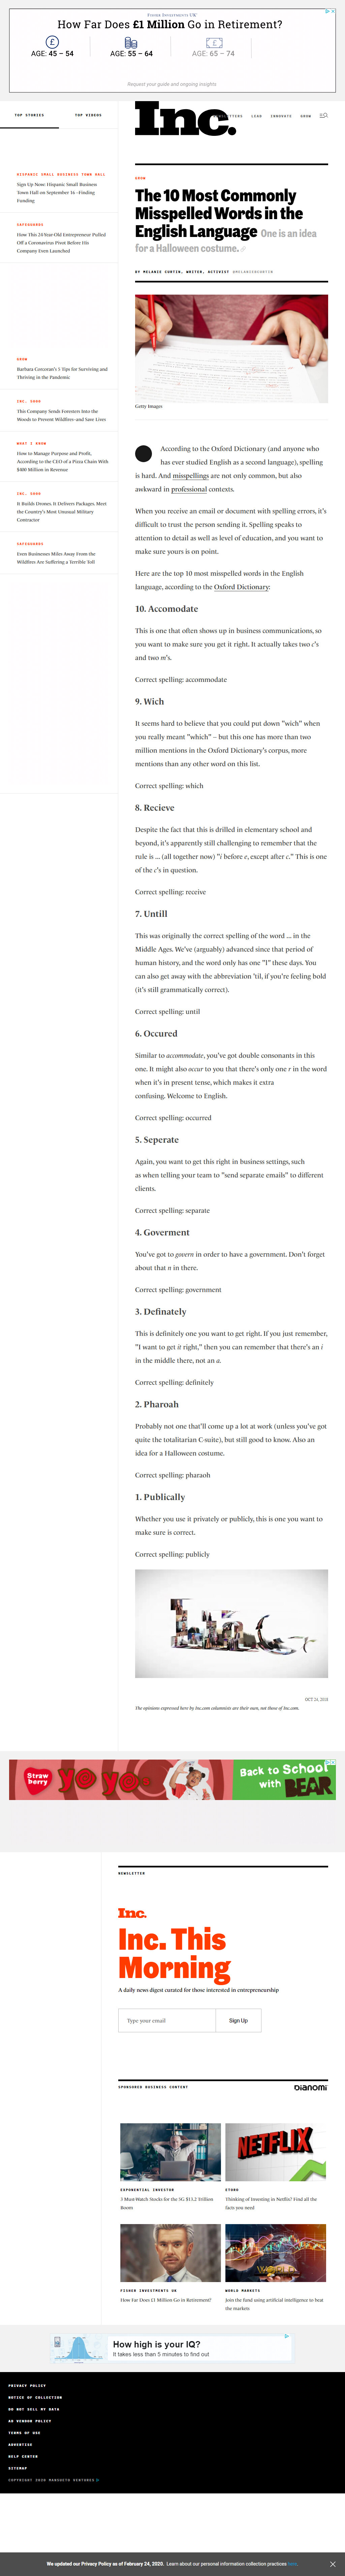 Fisher Investments UK
How Far Does £1 Million Go in Retirement?
AGE: 45 – 54
AGE: 55 – 64
AGE: 65 – 74
Request your guide and ongoing insights
TOP STORIES
TOP VIDEOS
Inc.
LEAD
INNOVATE
GROW
HISPANIC SMALL BUSINESS TOWN HALL
Sign Up Now: Hispanic Small Business
Town Hall on September 16 - Finding
Funding
SAFEGUARDS
How This 24-Year-Old Entrepreneur Pulled
Off a Coronavirus Pivot Before His
Company Even Launched
GROW
Barbara Corcoran's 5 Tips for Surviving and
Thriving in the Pandemic
INC. 5000
This Company Sends Foresters Into the
Woods to Prevent Wildfires-and Save Lives
WHAT I KNOW
How to Manage Purpose and Profit,
According to the CEO of a Pizza Chain With
$400 Million in Revenue
INC. 5000
It Builds Drones. It Delivers Packages. Meet
the Country's Most Unusual Military
Contractor
SAFEGUARDS
Even Businesses Miles Away From the
Wildfires Are Suffering a Terrible Toll
GROW
The 10 Most Commonly
Misspelled Words in the
English Language One is an idea
for a Halloween costume.
BY MELANIE CURTIN, WRITER, ACTIVIST @MELANIEBCURTIN
Getty Images
According to the Oxford Dictionary (and anyone who
has ever studied English as a second language), spelling
is hard. And misspellings are not only common, but also
awkward in professional contexts.
When you receive an email or document with spelling errors, it's
difficult to trust the person sending it. Spelling speaks to
attention to detail as well as level of education, and you want to
make sure yours is on point.
Here are the top 10 most misspelled words in the English
language, according to the Oxford Dictionary:
10. Accomodate
This is one that often shows up in business communications, so
you want to make sure you get it right. It actually takes two c's
and two m's.
Correct spelling: accommodate
9. Wich
It seems hard to believe that you could put down "wich" when
you really meant "which" – but this one has more than two
million mentions in the Oxford Dictionary's corpus, more
mentions than any other word on this list.
Correct spelling: which
8. Recieve
Despite the fact that this is drilled in elementary school and
beyond, it's apparently still challenging to remember that the
rule is ... (all together now) "i before e, except after c." This is one
of the c's in question.
Correct spelling: receive
7. Untill
This was originally the correct spelling of the word ... in the
Middle Ages. We've (arguably) advanced since that period of
human history, and the word only has one "l" these days. You
can also get away with the abbreviation 'til, if you're feeling bold
(it's still grammatically correct).
Correct spelling: until
6. Occured
Similar to accommodate, you've got double consonants in this
one. It might also occur to you that there's only one r in the word
when it's in present tense, which makes it extra
confusing. Welcome to English.
Correct spelling: occurred
5. Seperate
Again, you want to get this right in business settings, such
as when telling your team to "send separate emails" to different
clients.
Correct spelling: separate
4. Goverment
You've got to govern in order to have a government. Don't forget
about that n in there.
Correct spelling: government
3. Definately
This is definitely one you want to get right. If you just remember,
"I want to get it right," then you can remember that there's an i
in the middle there, not an a.
Correct spelling: definitely
2. Pharoah
Probably not one that'll come up a lot at work (unless you've got
quite the totalitarian C-suite), but still good to know. Also an
idea for a Halloween costume.
Correct spelling: pharaoh
1. Publically
Whether you use it privately or publicly, this is one you want to
make sure is correct.
Correct spelling: publicly
Inc.
OCT 24, 2018
The opinions expressed here by Inc.com columnists are their own, not those of Inc.com.
Straw
berry
yo yo
Back to School
with BEAR
NEWSLETTER
Inc.
Inc. This
Morning
A daily news digest curated for those interested in entrepreneurship
Type your email
Sign Up
SPONSORED BUSINESS CONTENT
bianomi
NETFLIX
EXPONENTIAL INVESTOR
3 Must-Watch Stocks for the 5G $13.2 Trillion
Boom
ETORO
Thinking of Investing in Netflix? Find all the
facts you need
FISHER INVESTMENTS UK
How Far Does £1 Million Go in Retirement?
WORLD MARKETS
Join the fund using artificial intelligence to beat
the markets
How high is your IQ?
It takes less than 5 minutes to find out
PRIVACY POLICY
NOTICE OF COLLECTION
DO NOT SELL MY DATA
AD VENDOR POLICY
TERMS OF USE
ADVERTISE
HELP CENTER
SITEMAP
COPYRIGHT 2020 MANSUETO VENTURES
We updated our Privacy Policy as of February 24, 2020. Learn about our personal information collection practices here.